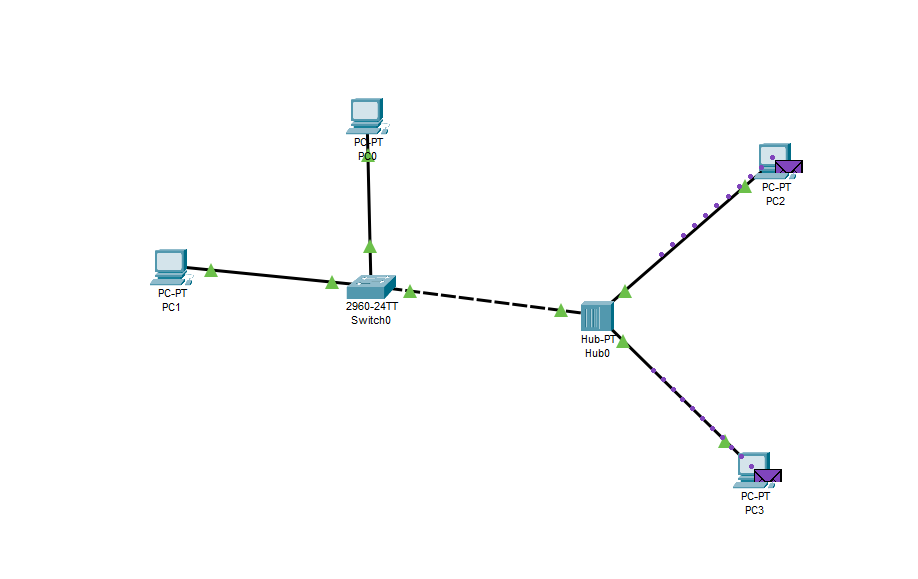 PC-PT
PC0
PC-PT
PC2
PC-PT
PC1
2960-24TT
Switch0
Hub-PT
Hub0
PC-PT
PC3